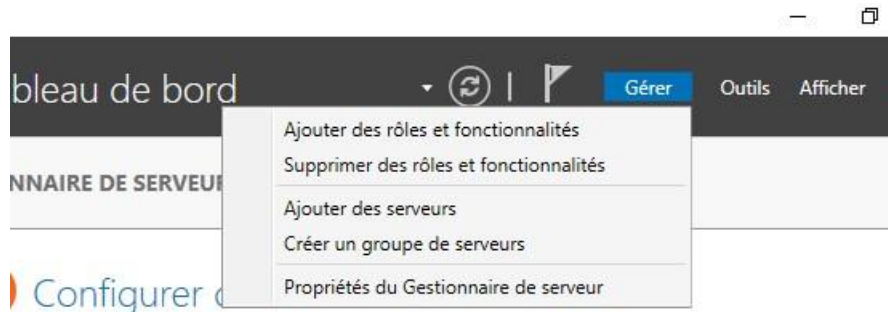 bleau de bord
Gérer Outils Afficher
Ajouter des rôles et fonctionnalités
Supprimer des rôles et fonctionnalités
NNAIRE DE SERVEUR
Ajouter des serveurs
Créer un groupe de serveurs
Propriétés du Gestionnaire de serveur
Configurer